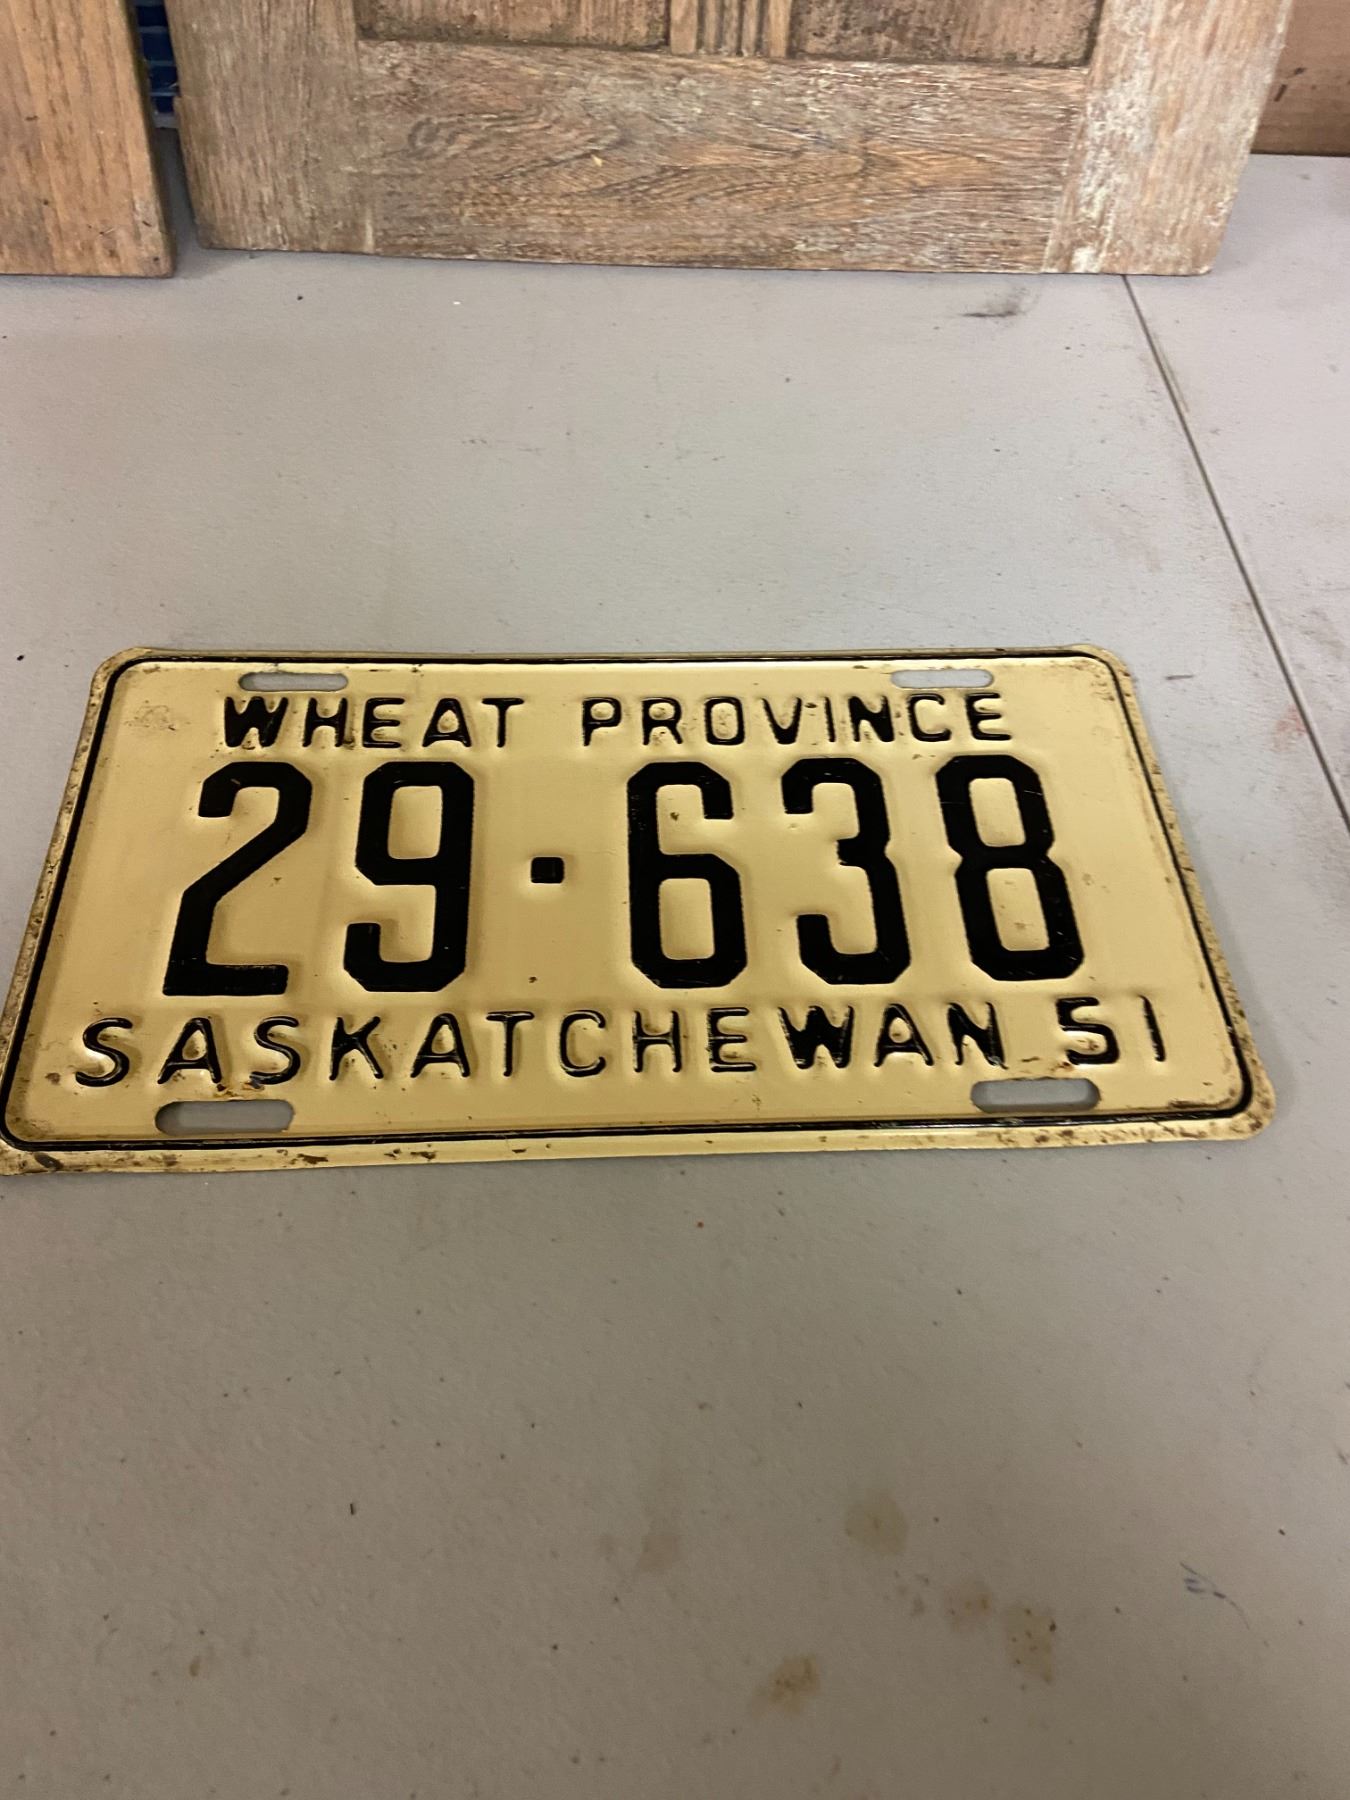 WHEAT PROVINCE
29·638
SASKATCHEWAN 51